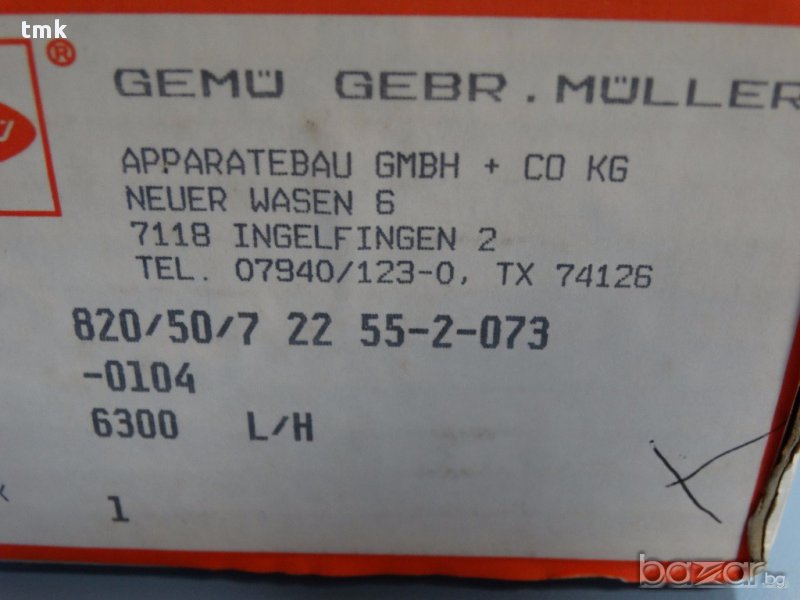 tmk
®
GEMÜ GEBR. MÜLLER
APPARATEBAU GMBH + CO KG
NEUER WASEN 6
7118 INGELFINGEN 2
TEL. 07940/123-0, TX 74126
820/50/7 22 55-2-073
-0104
6300 L/H
1
bazar.bg